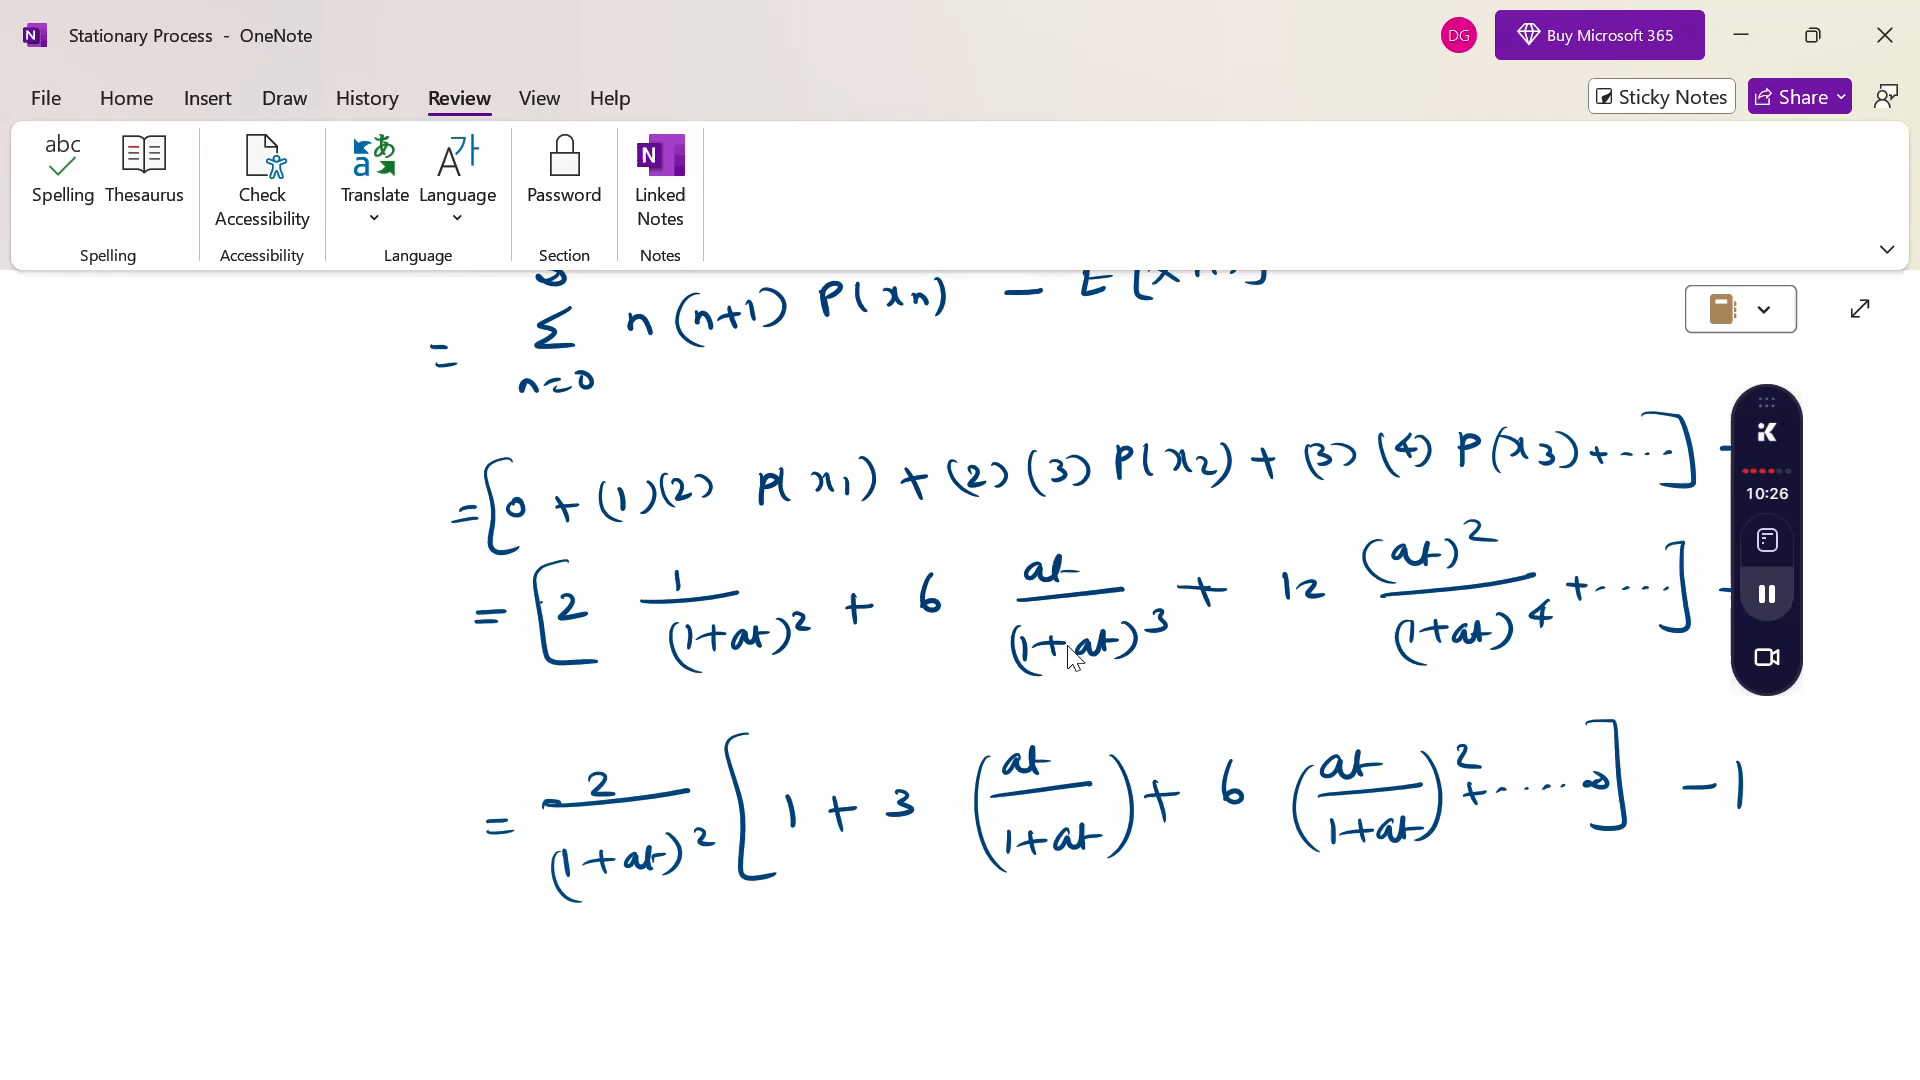 Stationary Process - OneNote
DG
Buy Microsoft 365
File Home Insert Draw History Review View Help
Sticky Notes
Share
abc
Spelling
Thesaurus
Check
Accessibility
Translate
Language
Password
Linked
Notes
Spelling
Accessibility
Language
Section
Notes
= Σ n=0 n (n+1) P(xn) - E[X
= [0 + (1)(2) P(x1) + (2)(3) P(x2) + (3)(4) P(x3) + ....] -
10:26
= [2 1/(1+at)^2 + 6 at/(1+at)^3 + 12 (at)^2/(1+at)^4 + ....] -
= 2/(1+at)^2 [1 + 3 (at/1+at) + 6 (at/1+at)^2 + .... ∞] - 1